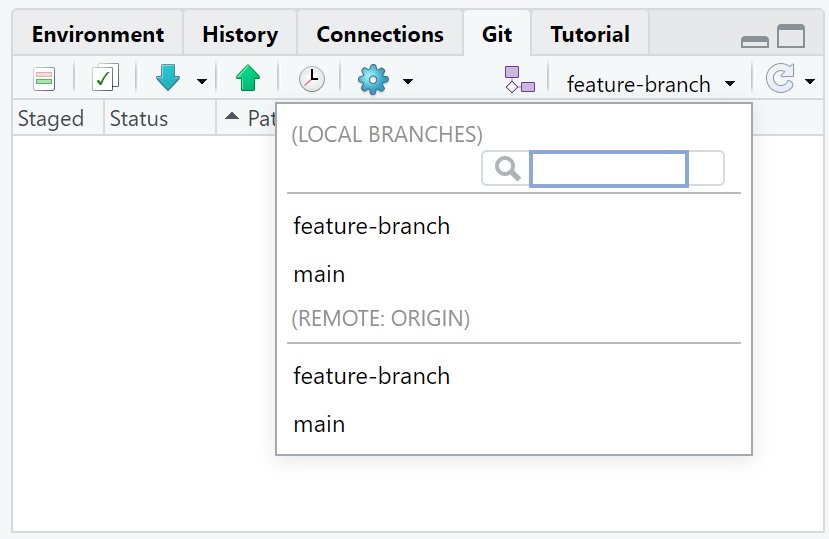 Environment History Connections Git Tutorial
feature-branch
Staged Status
(LOCAL BRANCHES)
feature-branch
main
(REMOTE: ORIGIN)
feature-branch
main